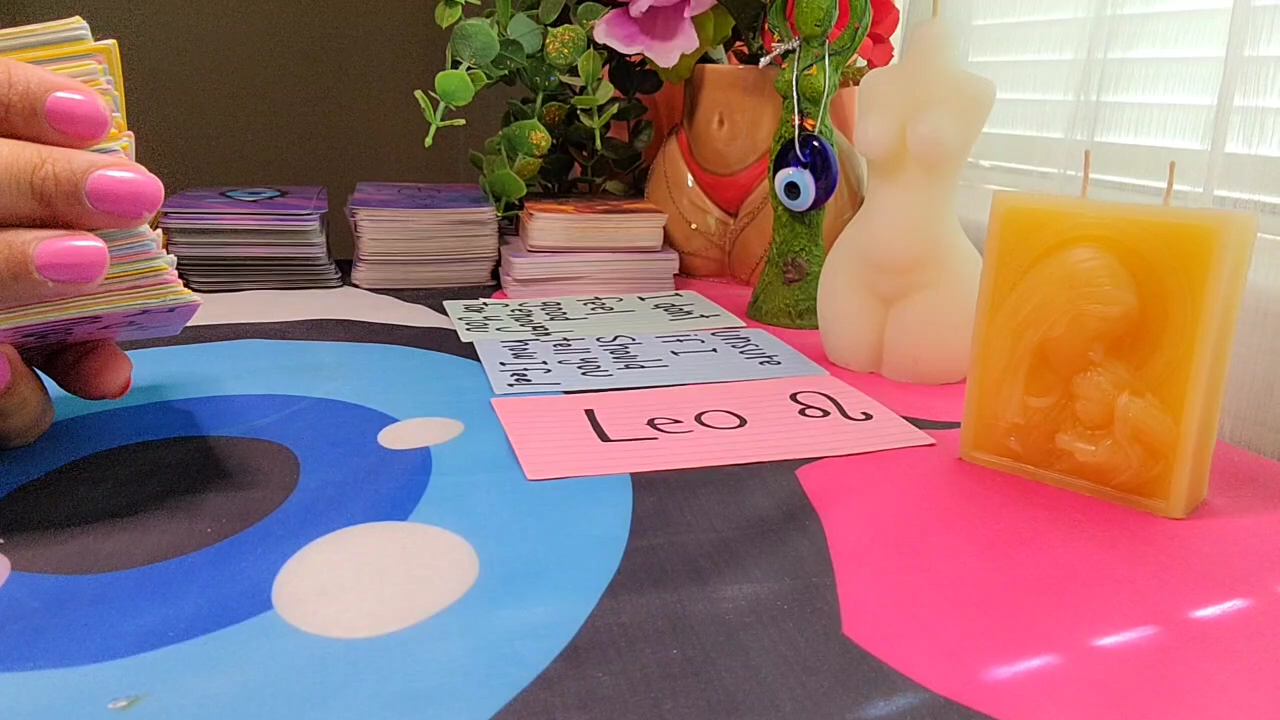 I don't
feel
good
enough
for you
Unsure
if I
Should
tell you
how I feel
Leo ♌